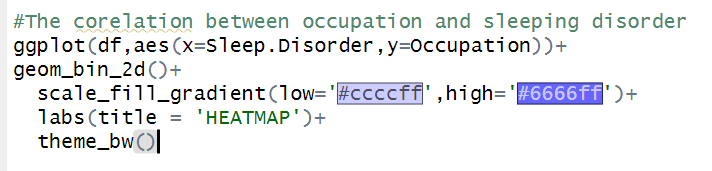 #The corelation between occupation and sleeping disorder
ggplot(df,aes(x=Sleep.Disorder,y=Occupation))+
geom_bin_2d()+
scale_fill_gradient(low='#ccccff',high='#6666ff')+
labs(title = 'HEATMAP')+
theme_bw()